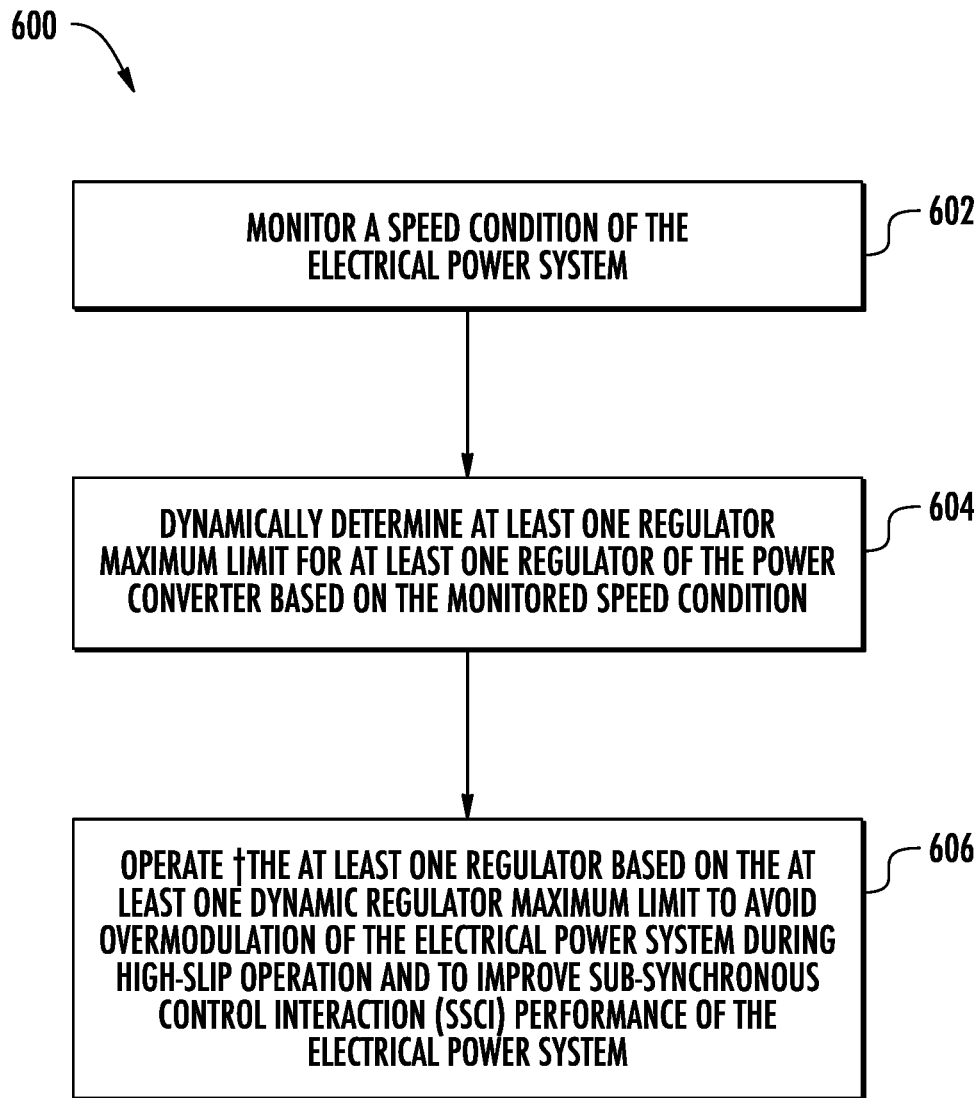 600
MONITOR A SPEED CONDITION OF THE
ELECTRICAL POWER SYSTEM
602
DYNAMICALLY DETERMINE AT LEAST ONE REGULATOR
MAXIMUM LIMIT FOR AT LEAST ONE REGULATOR OF THE POWER
CONVERTER BASED ON THE MONITORED SPEED CONDITION
604
OPERATE †THE AT LEAST ONE REGULATOR BASED ON THE AT
LEAST ONE DYNAMIC REGULATOR MAXIMUM LIMIT TO AVOID
OVERMODULATION OF THE ELECTRICAL POWER SYSTEM DURING
HIGH-SLIP OPERATION AND TO IMPROVE SUB-SYNCHRONOUS
CONTROL INTERACTION (SSCI) PERFORMANCE OF THE
ELECTRICAL POWER SYSTEM
606